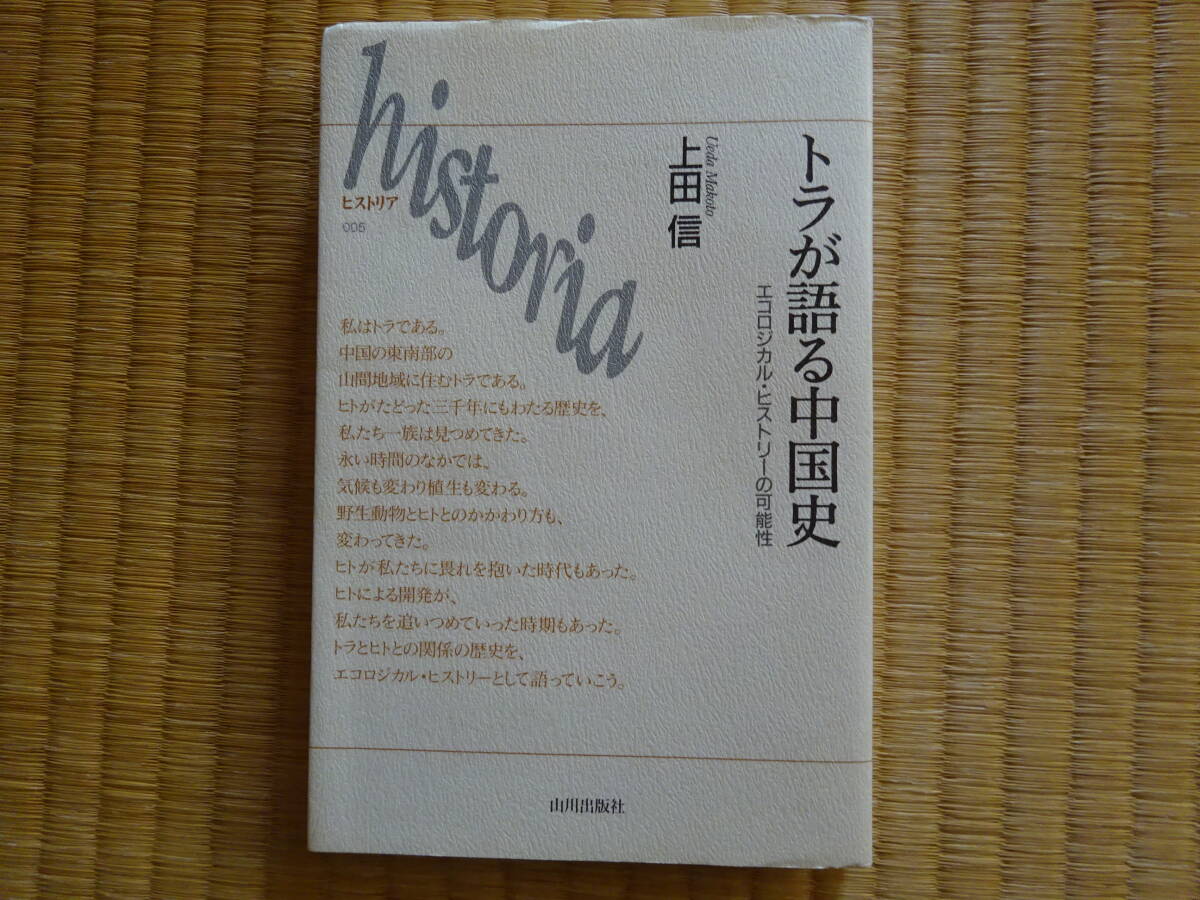 historia
ヒストリア
005
トラが語る中国史
エコロジカル・ヒストリーの可能性
Ueda Makoto
上田 信
私はトラである。
中国の東南部の
山間地域に住むトラである。
ヒトがたどった三千年にもわたる歴史を、
私たち一族は見つめてきた。
永い時間のなかでは、
気候も変わり植生も変わる。
野生動物とヒトとのかかわり方も、
変わってきた。
ヒトが私たちに畏れを抱いた時代もあった。
ヒトによる開発が、
私たちを追いつめていった時期もあった。
トラとヒトとの関係の歴史を、
エコロジカル・ヒストリーとして語っていこう。
山川出版社